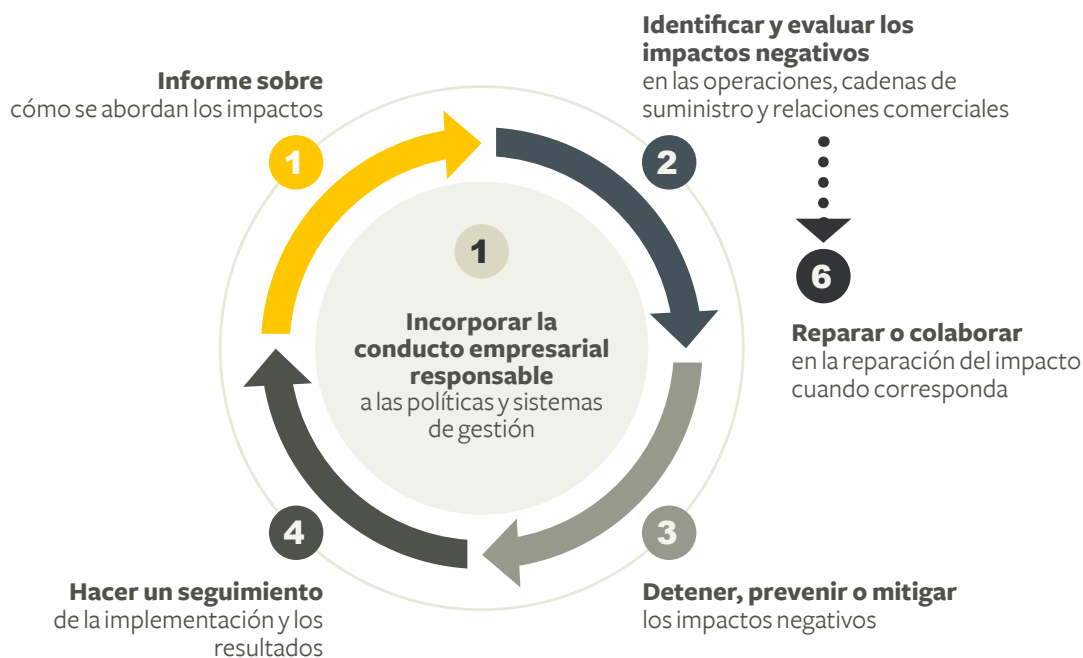 Informe sobre
cómo se abordan los impactos
1
Identificar y evaluar los
impactos negativos
en las operaciones, cadenas de
suministro y relaciones comerciales
2
6
Reparar o colaborar
en la reparación del impacto
cuando corresponda
1
Incorporar la
conducto empresarial
responsable
a las políticas y sistemas
de gestión
4
Hacer un seguimiento
de la implementación y los
resultados
3
Detener, prevenir o mitigar
los impactos negativos